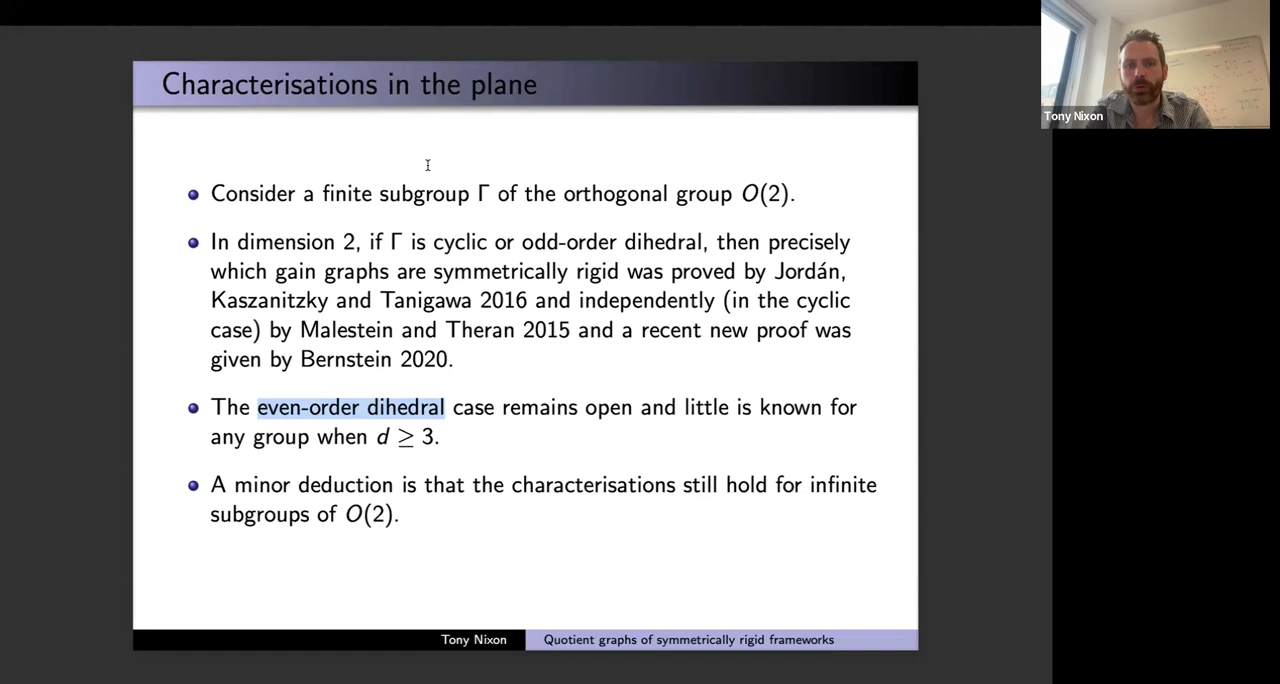 Characterisations in the plane
Tony Nixon
Consider a finite subgroup Γ of the orthogonal group O(2).
In dimension 2, if Γ is cyclic or odd-order dihedral, then precisely
which gain graphs are symmetrically rigid was proved by Jordán,
Kaszanitzky and Tanigawa 2016 and independently (in the cyclic
case) by Malestein and Theran 2015 and a recent new proof was
given by Bernstein 2020.
The even-order dihedral case remains open and little is known for
any group when d ≥ 3.
A minor deduction is that the characterisations still hold for infinite
subgroups of O(2).
Tony Nixon
Quotient graphs of symmetrically rigid frameworks